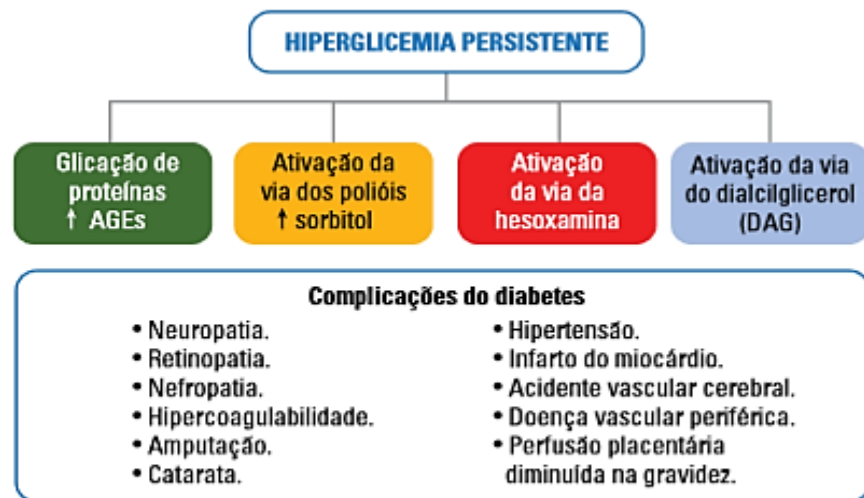 HIPERGLICEMIA PERSISTENTE
Glicação de
proteínas
↑ AGEs
Ativação da
via dos polióis
↑ sorbitol
Ativação
da via da
hesoxamina
Ativação da via
do dialcilglicerol
(DAG)
Complicações do diabetes
• Neuropatia.
• Retinopatia.
• Nefropatia.
• Hipercoagulabilidade.
• Amputação.
• Catarata.
• Hipertensão.
• Infarto do miocárdio.
• Acidente vascular cerebral.
• Doença vascular periférica.
• Perfusão placentária
diminuída na gravidez.